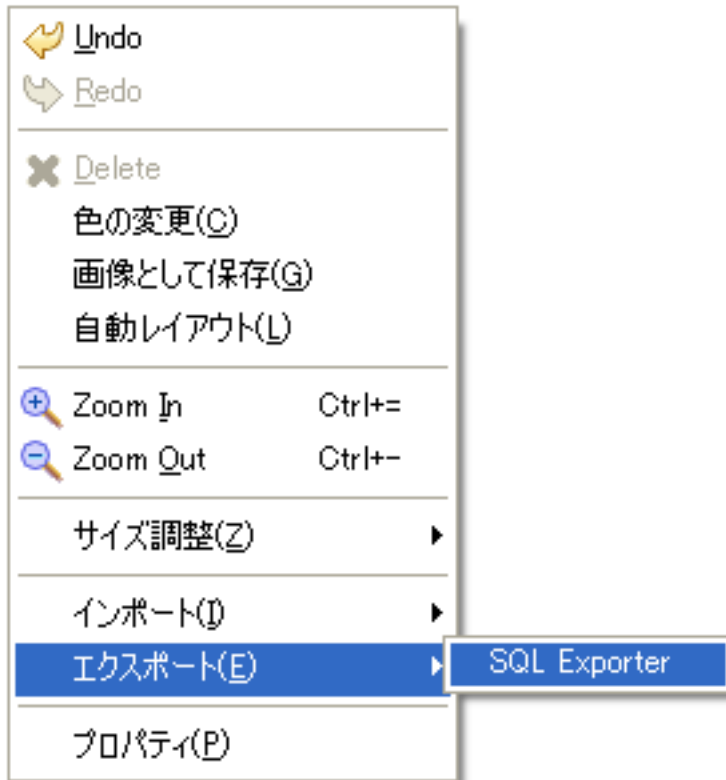 Undo
Redo
Delete
色の変更(C)
画像として保存(G)
自動レイアウト(L)
Zoom In Ctrl+=
Zoom Out Ctrl+-
サイズ調整(Z)
インポート(I)
エクスポート(E) SQL Exporter
プロパティ(P)